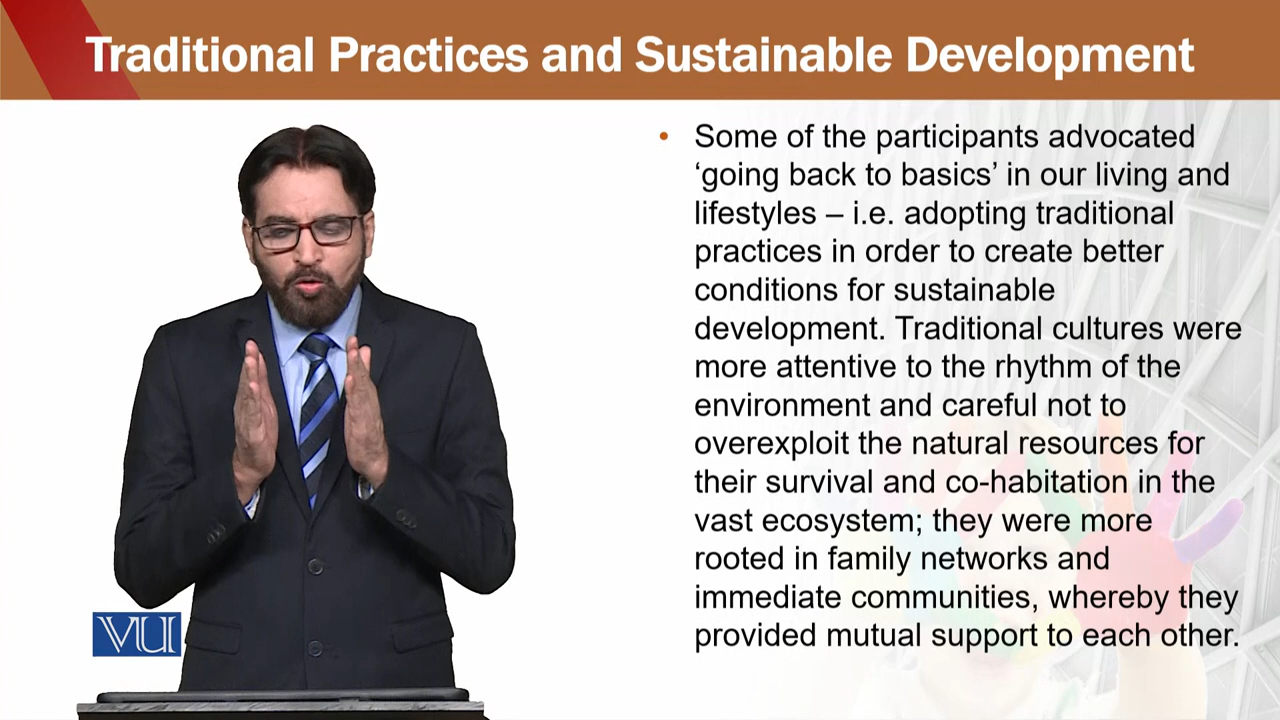 Traditional Practices and Sustainable Development
• Some of the participants advocated
‘going back to basics’ in our living and
lifestyles – i.e. adopting traditional
practices in order to create better
conditions for sustainable
development. Traditional cultures were
more attentive to the rhythm of the
environment and careful not to
overexploit the natural resources for
their survival and co-habitation in the
vast ecosystem; they were more
rooted in family networks and
immediate communities, whereby they
provided mutual support to each other.
VU